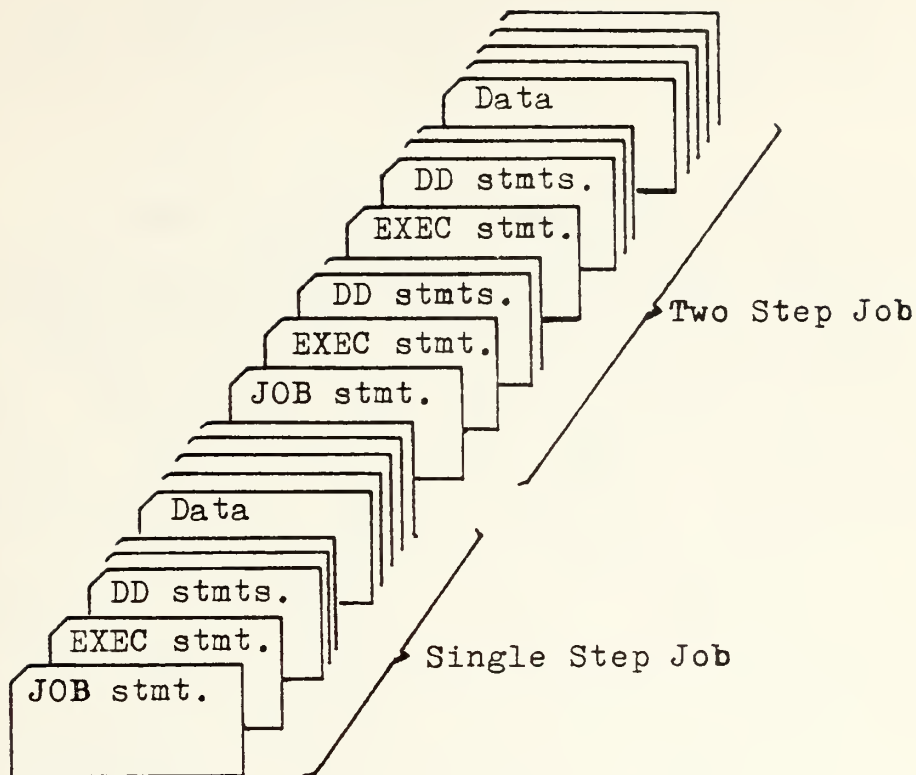 Data
DD stmts.
EXEC stmt.
DD stmts.
Two Step Job
EXEC stmt.
JOB stmt.
Data
DD stmts.
EXEC stmt.
Single Step Job
JOB stmt.